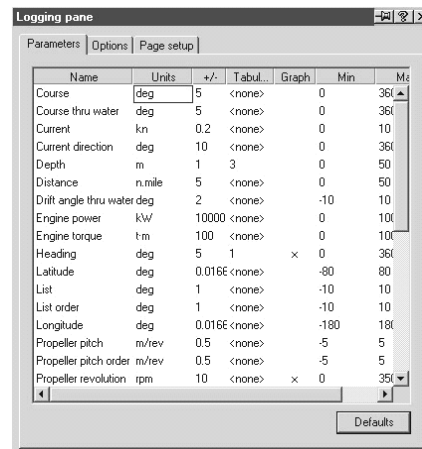 Logging pane
Parameters Options Page setup
Name Units +/- Tabul... Graph Min
Course deg 5 <none> 0
Course thru water deg 5 <none> 0
Current kn 0.2 <none> 0 10
Current direction deg 10 <none> 0
Depth m 1 3 0 50
Distance n.mile 5 <none> 0 50
Drift angle thru water deg 2 <none> -10 10
Engine power kW 10000 <none> 0
Engine torque t·m 100 <none> 0
Heading deg 5 1 × 0
Latitude deg <none> -80 80
List deg 1 <none> -10 10
List order deg 1 <none> -10 10
Longitude deg <none> -180
Propeller pitch m/rev 0.5 <none> -5 5
Propeller pitch order m/rev 0.5 <none> -5 5
Propeller revolution rpm 10 <none> × 0
Defaults